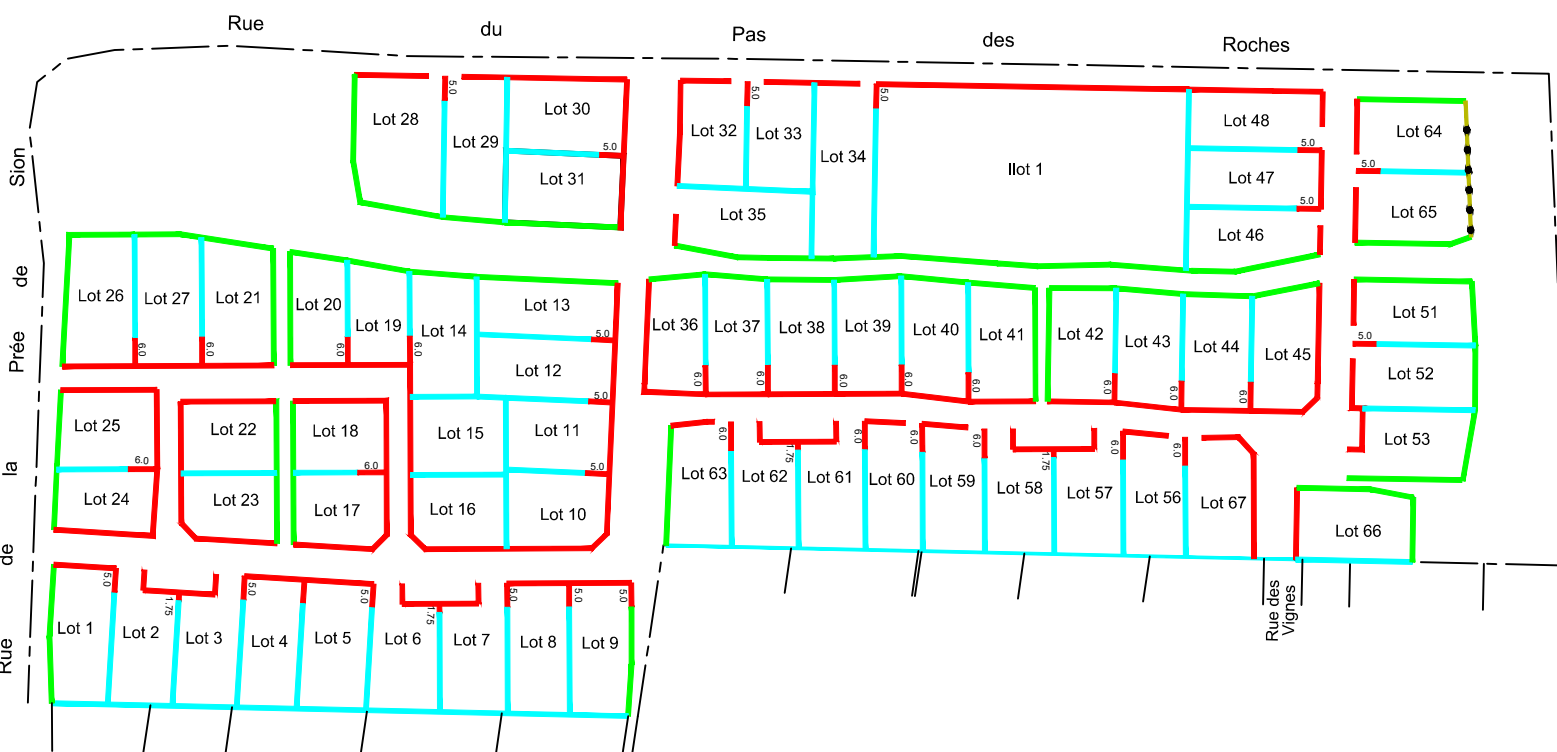 Rue du Pas des Roches
Rue de la Prée de Sion
Lot 28
5.0
Lot 29
Lot 30
5.0
Lot 31
Lot 32
5.0
Lot 33
Lot 34
5.0
Lot 35
Ilot 1
Lot 48
5.0
Lot 47
5.0
Lot 46
Lot 64
5.0
Lot 65
Lot 26
6.0
Lot 27
6.0
Lot 21
Lot 20
6.0
Lot 19
6.0
Lot 14
Lot 13
5.0
Lot 12
5.0
Lot 36
6.0
Lot 37
6.0
Lot 38
6.0
Lot 39
6.0
Lot 40
6.0
Lot 41
Lot 42
6.0
Lot 43
6.0
Lot 44
6.0
Lot 45
Lot 51
5.0
Lot 52
Lot 53
Lot 25
6.0
Lot 24
Lot 22
Lot 23
Lot 18
6.0
Lot 17
Lot 15
Lot 11
5.0
Lot 16
Lot 10
Lot 63
6.0
Lot 62
1.75
Lot 61
6.0
Lot 60
6.0
Lot 59
6.0
Lot 58
1.75
Lot 57
6.0
Lot 56
6.0
Lot 67
Lot 66
Rue des
Vignes
Lot 1
5.0
Lot 2
1.75
Lot 3
5.0
Lot 4
Lot 5
5.0
Lot 6
1.75
Lot 7
5.0
Lot 8
5.0
Lot 9
5.0